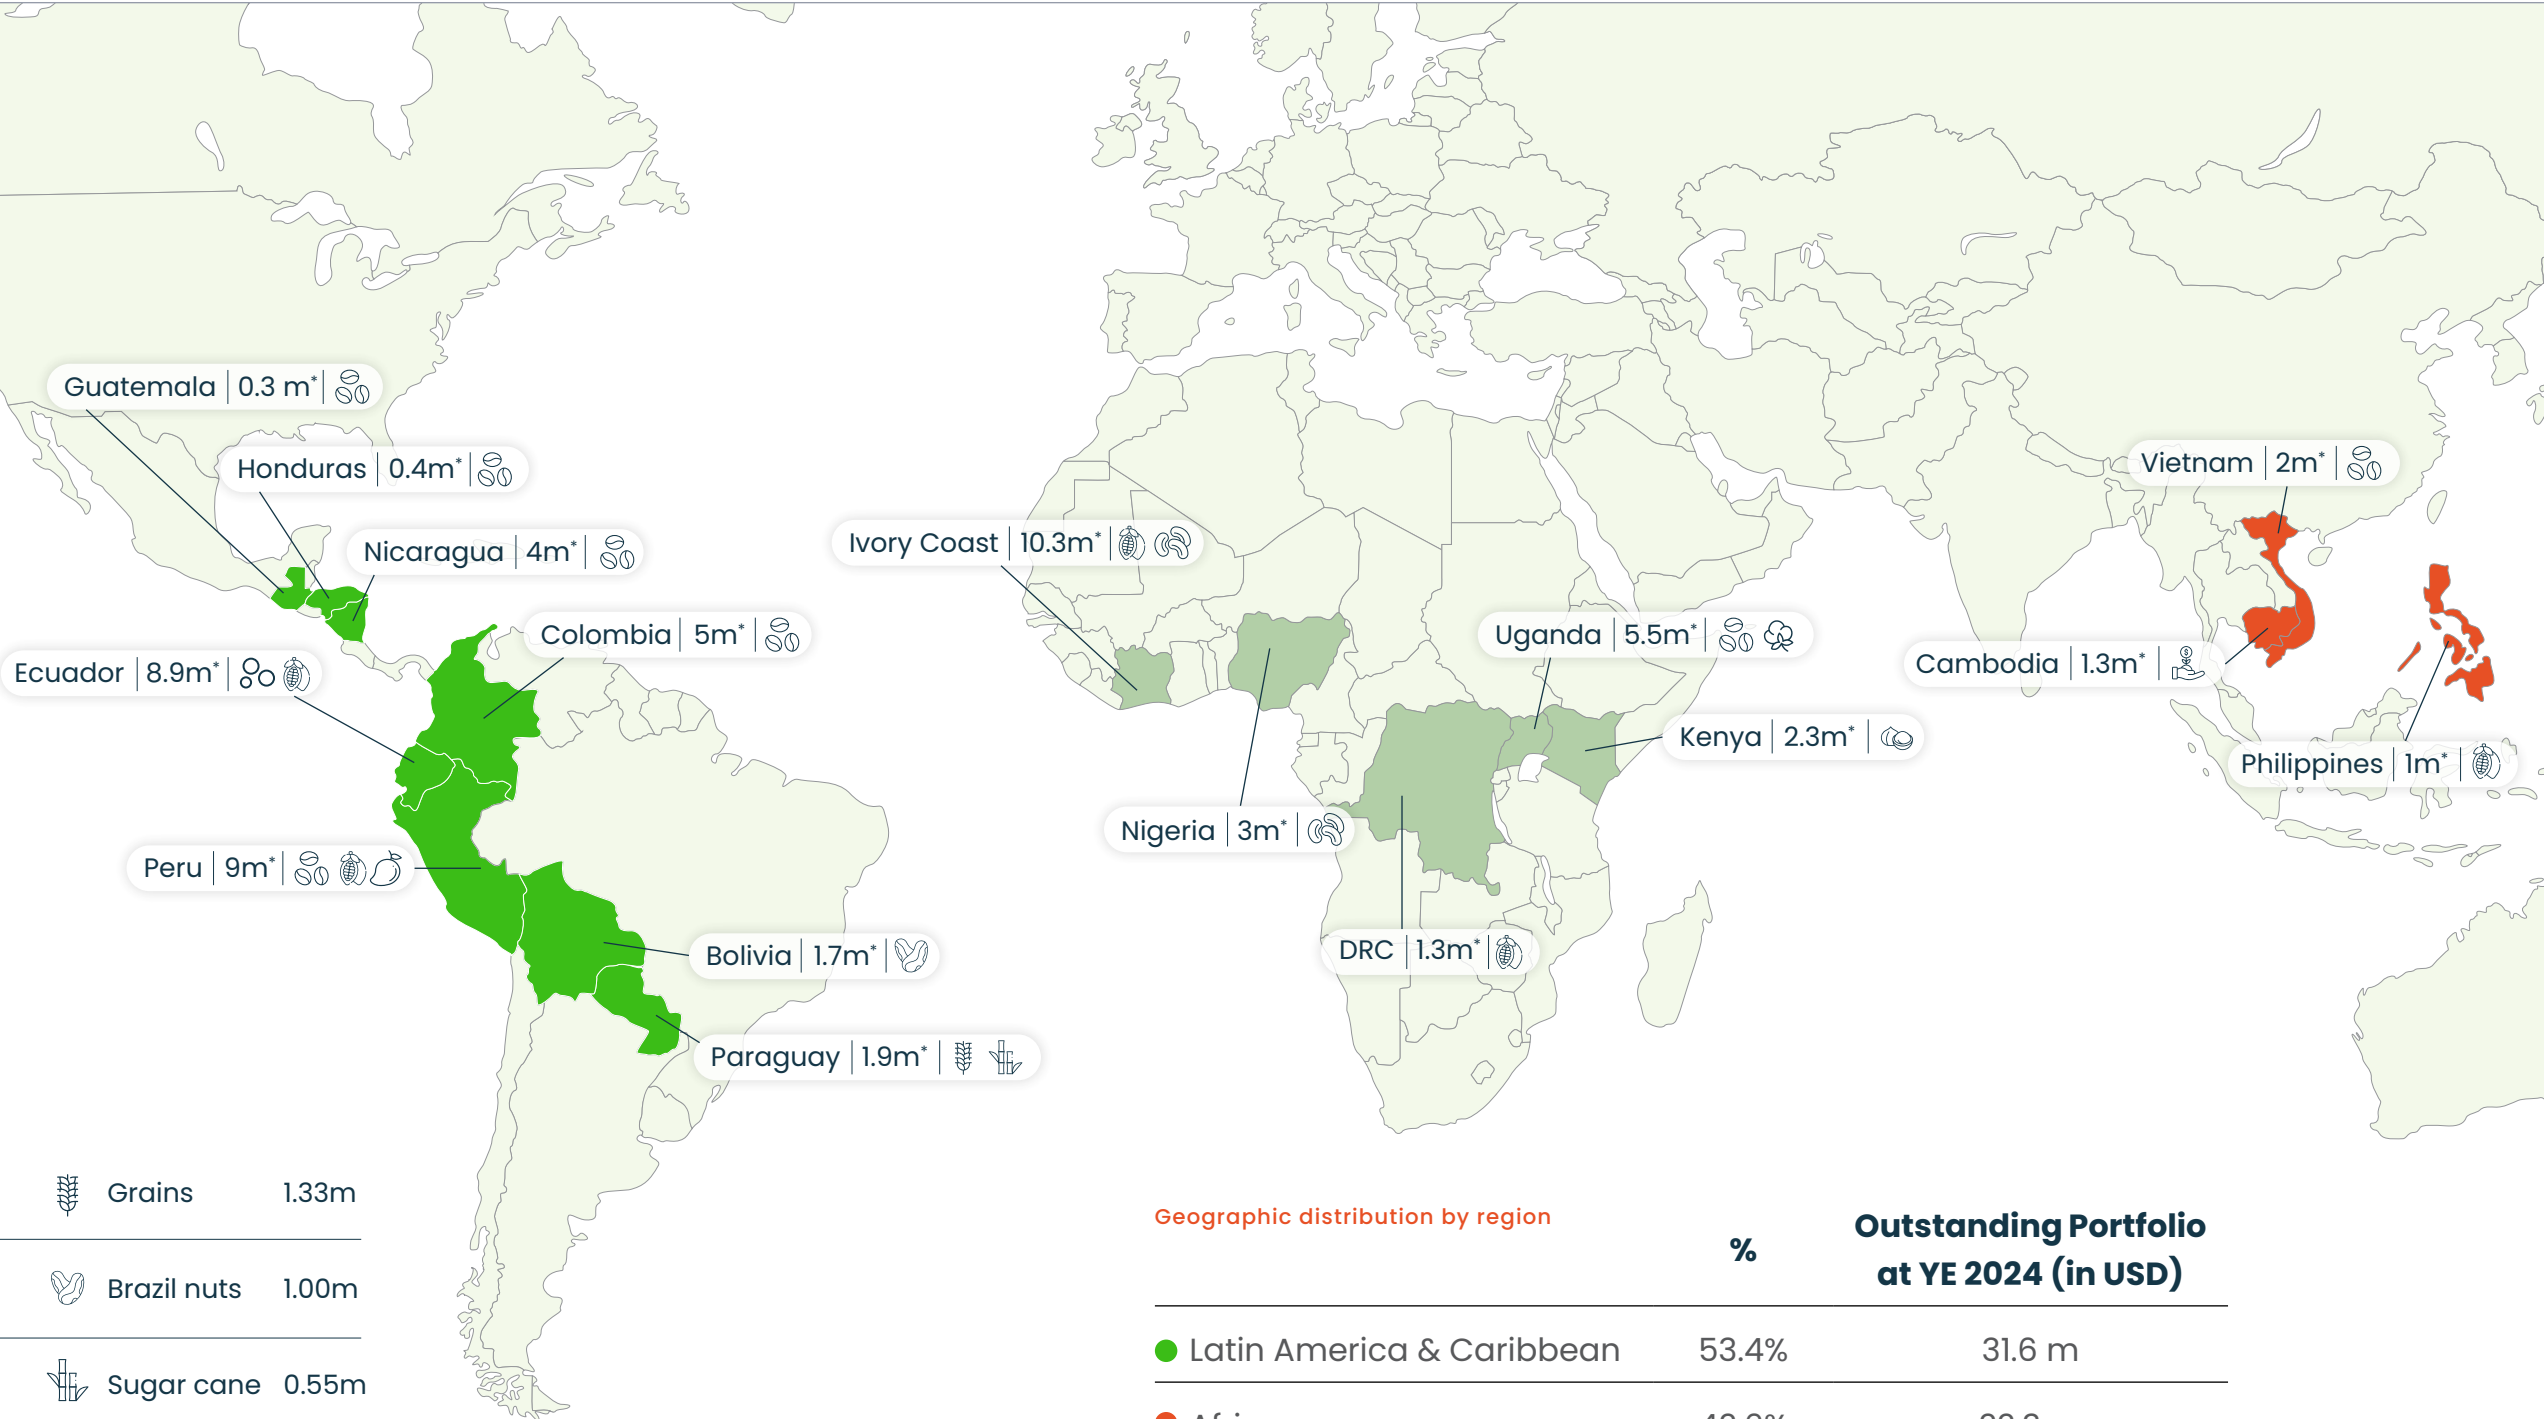 Guatemala | 0.3 m*
Honduras | 0.4m*
Nicaragua | 4m*
Ivory Coast | 10.3m*
Vietnam | 2m*
Colombia | 5m*
Uganda | 5.5m*
Ecuador | 8.9m*
Cambodia | 1.3m*
Kenya | 2.3m*
Philippines | 1m*
Nigeria | 3m*
Peru | 9m*
DRC | 1.3m*
Bolivia | 1.7m*
Paraguay | 1.9m*
Grains 1.33m
Brazil nuts 1.00m
Sugar cane 0.55m
Geographic distribution by region
%
Outstanding Portfolio
at YE 2024 (in USD)
Latin America & Caribbean 53.4% 31.6 m